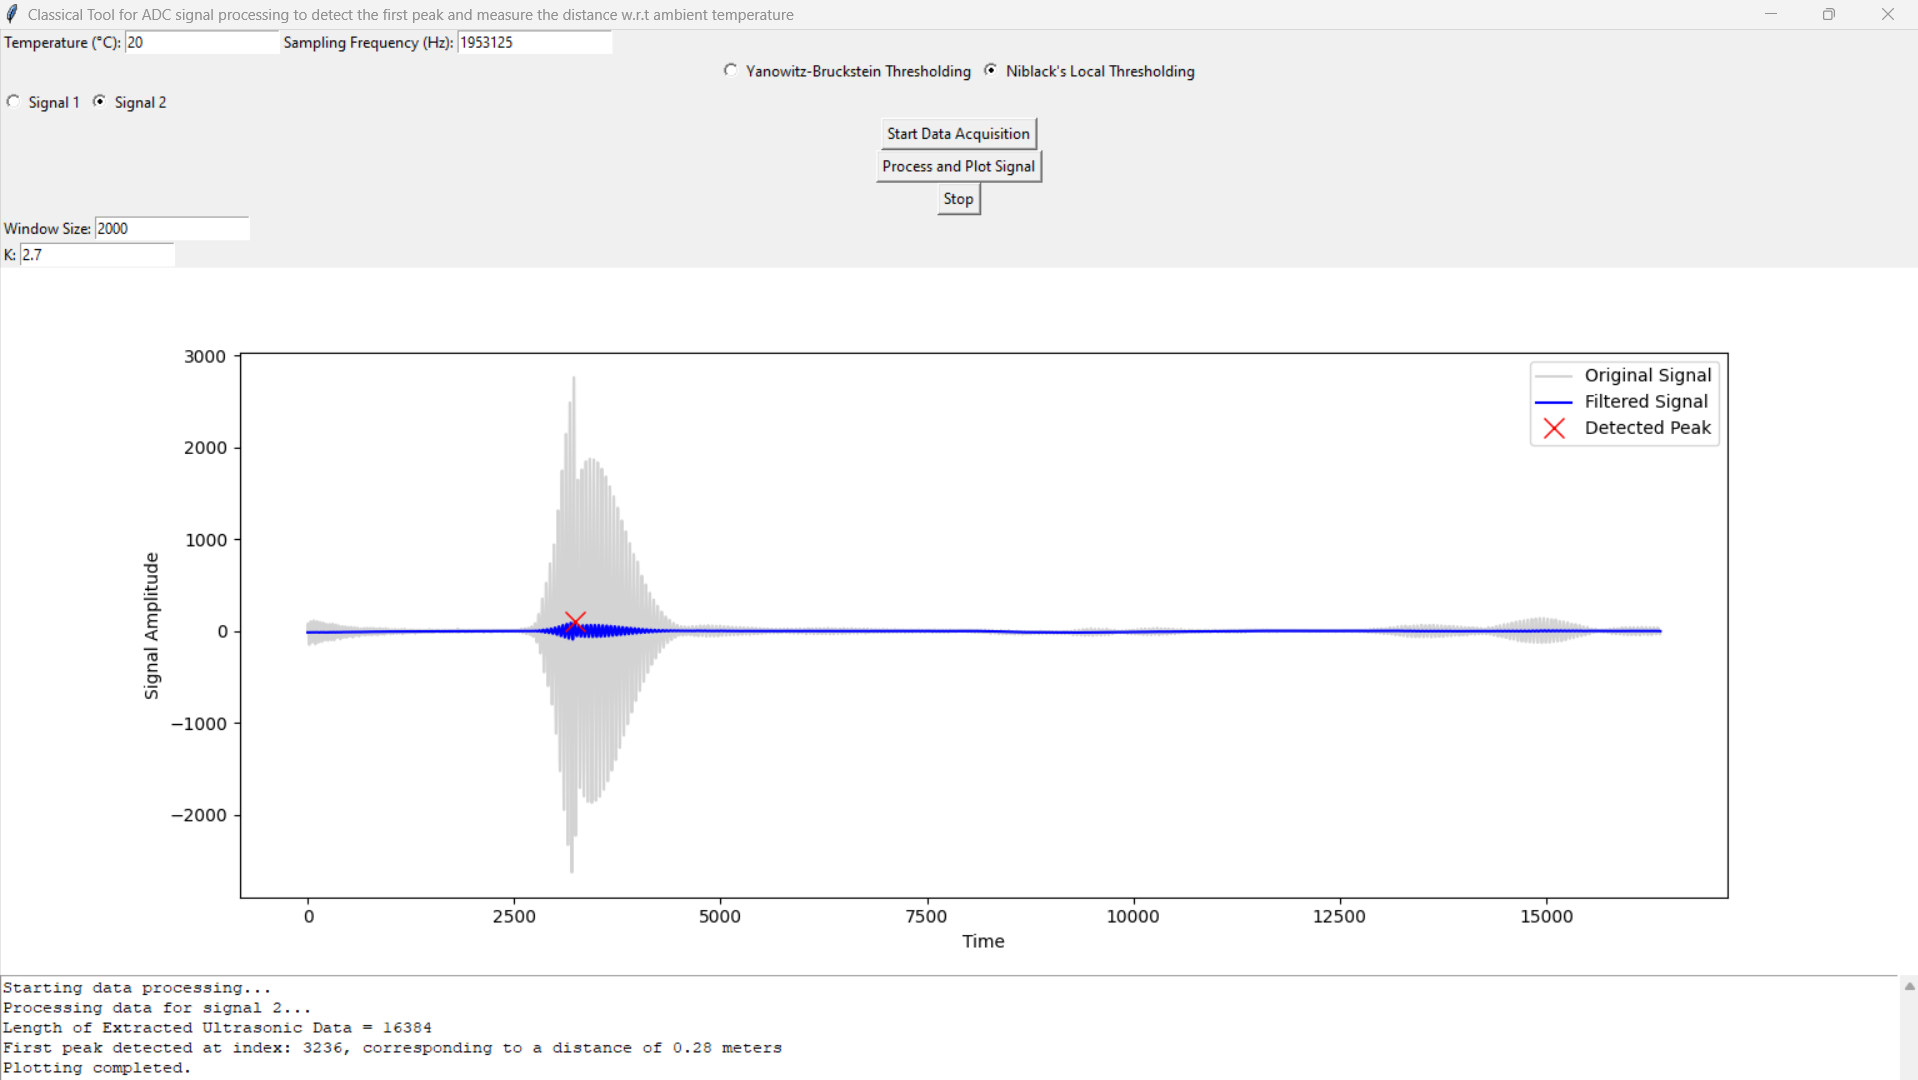 Classical Tool for ADC signal processing to detect the first peak and measure the distance w.r.t ambient temperature
Temperature (°C): 20 Sampling Frequency (Hz): 1953125
Yanowitz-Bruckstein Thresholding Niblack's Local Thresholding
Signal 1 Signal 2
Start Data Acquisition
Process and Plot Signal
Stop
Window Size: 2000
K: 2.7
Original Signal
Filtered Signal
Detected Peak
3000
2000
1000
0
−1000
−2000
Signal Amplitude
0 2500 5000 7500 10000 12500 15000
Time
Starting data processing...
Processing data for signal 2...
Length of Extracted Ultrasonic Data = 16384
First peak detected at index: 3236, corresponding to a distance of 0.28 meters
Plotting completed.